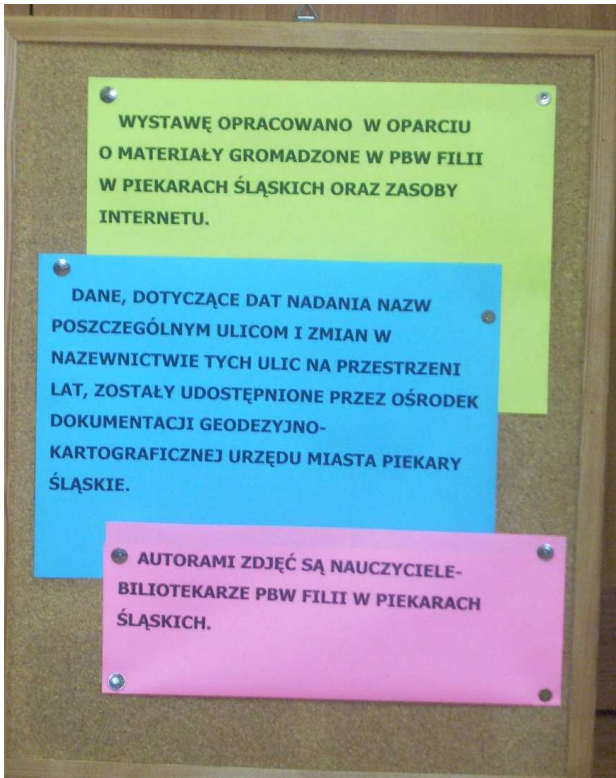 WYSTAWĘ OPRACOWANO W OPARCIU
O MATERIAŁY GROMADZONE W PBW FILII
W PIEKARACH ŚLĄSKICH ORAZ ZASOBY
INTERNETU.
DANE, DOTYCZĄCE DAT NADANIA NAZW
POSZCZEGÓLNYM ULICOM I ZMIAN W
NAZEWNICTWIE TYCH ULIC NA PRZESTRZENI
LAT, ZOSTAŁY UDOSTĘPNIONE PRZEZ OŚRODEK
DOKUMENTACJI GEODEZYJNO-
KARTOGRAFICZNEJ URZĘDU MIASTA PIEKARY
ŚLĄSKIE.
AUTORAMI ZDJĘĆ SĄ NAUCZYCIELE-
BILIOTEKARZE PBW FILII W PIEKARACH
ŚLĄSKICH.